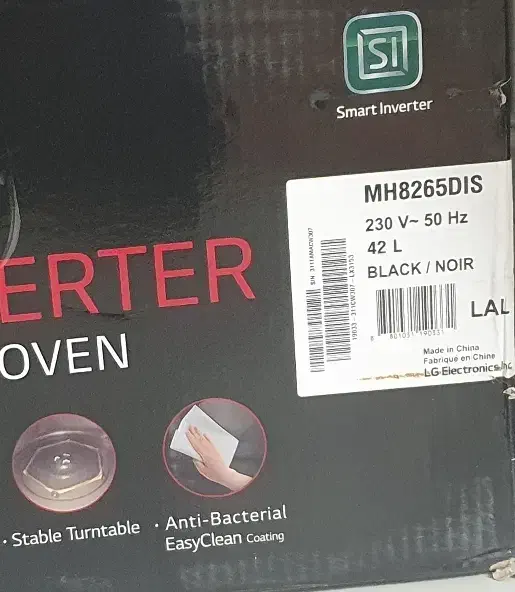 SI
Smart Inverter
MH8265DIS
230 V~ 50 Hz
42 L
BLACK / NOIR
LAL
Made in China
Fabrique en Chine
LG Electronics Inc
ERTER
OVEN
· Stable Turntable
· Anti-Bacterial
EasyClean Coating